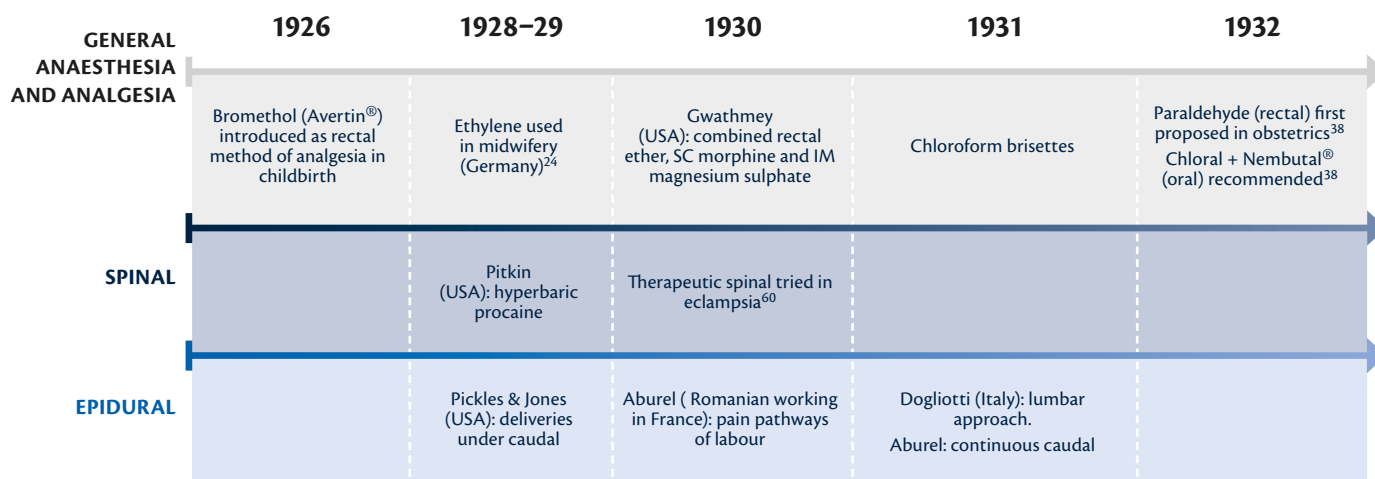 GENERAL
ANAESTHESIA
AND ANALGESIA
1926
1928–29
1930
1931
1932
Bromethol (Avertin®)
introduced as rectal
method of analgesia in
childbirth
Ethylene used
in midwifery
(Germany)24
Gwathmey
(USA): combined rectal
ether, SC morphine and IM
magnesium sulphate
Chloroform brisettes
Paraldehyde (rectal) first
proposed in obstetrics38
Chloral + Nembutal®
(oral) recommended38
SPINAL
Pitkin
(USA): hyperbaric
procaine
Therapeutic spinal tried in
eclampsia60
EPIDURAL
Pickles & Jones
(USA): deliveries
under caudal
Aburel ( Romanian working
in France): pain pathways
of labour
Dogliotti (Italy): lumbar
approach.
Aburel: continuous caudal